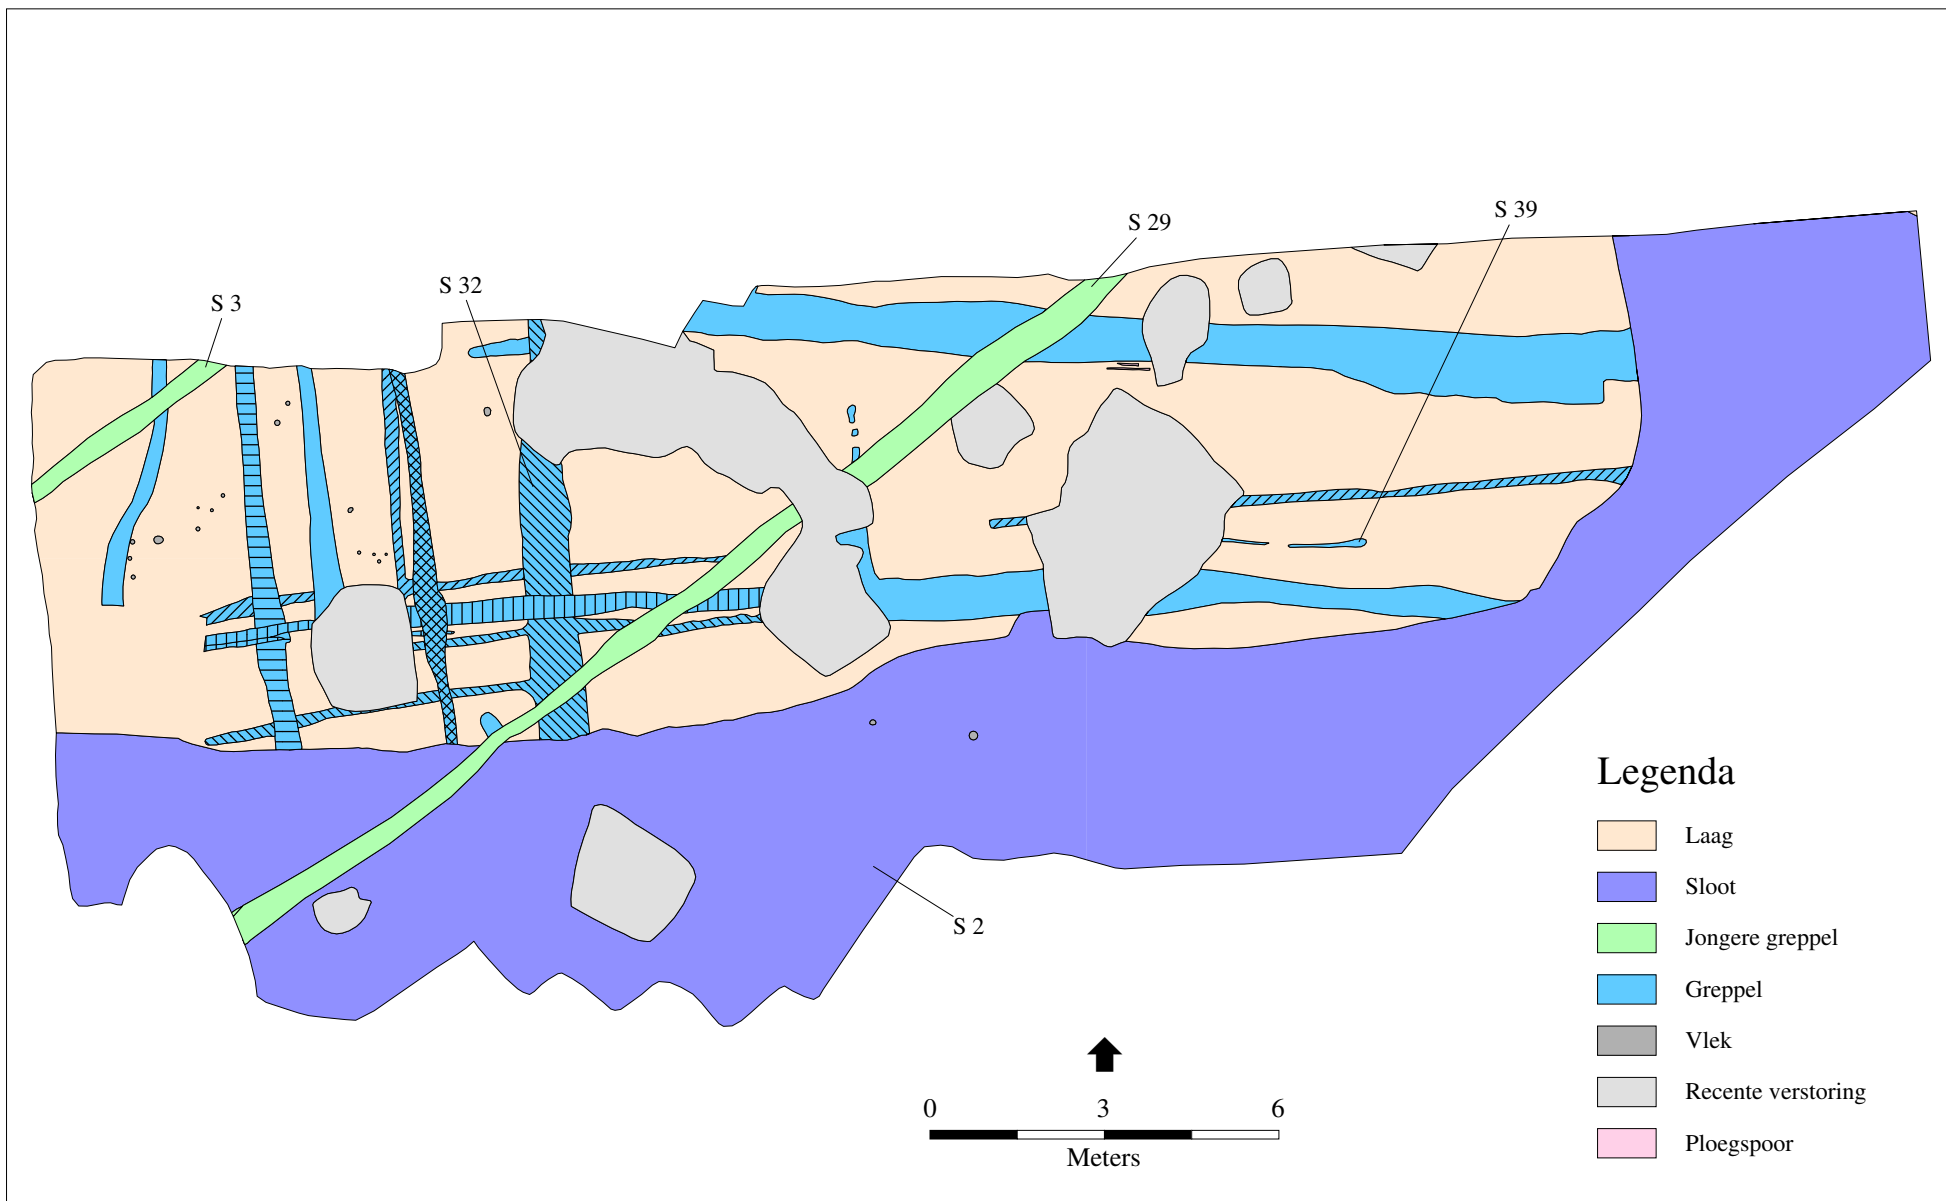 S 39
S 29
S 32
S 3
Legenda
Laag
Sloot
S 2
Jongere greppel
Greppel
Vlek
Recente verstoring
0 3 6
Ploegspoor
Meters